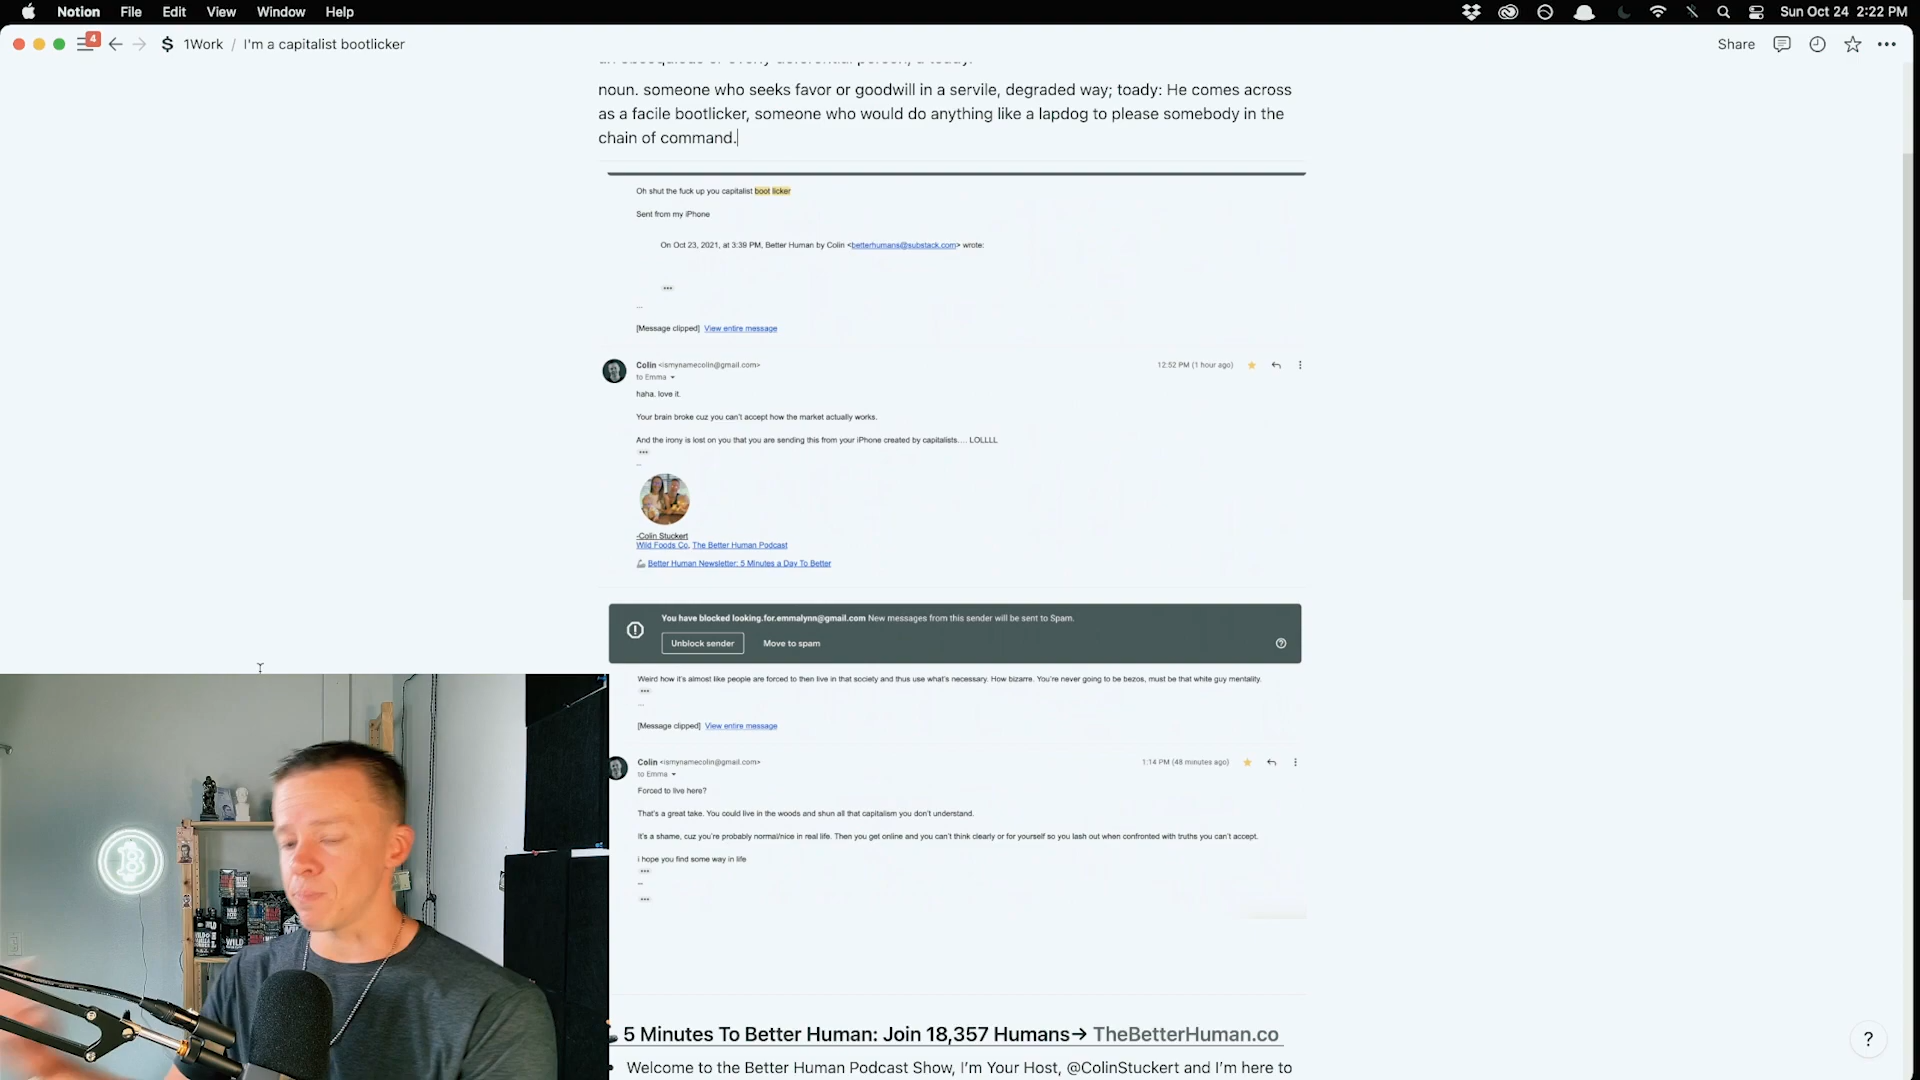 Notion File Edit View Window Help Sun Oct 24 2:22 PM
4 $ 1Work / I'm a capitalist bootlicker Share
noun. someone who seeks favor or goodwill in a servile, degraded way; toady: He comes across
as a facile bootlicker, someone who would do anything like a lapdog to please somebody in the
chain of command.
Oh shut the fuck up you capitalist boot licker
Sent from my iPhone
On Oct 23, 2021, at 3:39 PM, Better Human by Colin <betterhumans@substack.com> wrote:
...
[Message clipped] View entire message
Colin <ismynamecolin@gmail.com> 12:52 PM (1 hour ago)
to Emma
haha. love it.
Your brain broke cuz you can't accept how the market actually works.
And the irony is lost on you that you are sending this from your iPhone created by capitalists.... LOLLLL
--
-Colin Stuckert
Wild Foods Co, The Better Human Podcast
Better Human Newsletter: 5 Minutes a Day To Better
You have blocked looking.for.emmalynn@gmail.com New messages from this sender will be sent to Spam.
Unblock sender Move to spam
Weird how it's almost like people are forced to then live in that society and thus use what's necessary. How bizarre. You're never going to be bezos, must be that white guy mentality.
...
[Message clipped] View entire message
Colin <ismynamecolin@gmail.com> 1:14 PM (48 minutes ago)
to Emma
Forced to live here?
That's a great take. You could live in the woods and shun all that capitalism you don't understand.
It's a shame, cuz you're probably normal/nice in real life. Then you get online and you can't think clearly or for yourself so you lash out when confronted with truths you can't accept.
i hope you find some way in life
--
5 Minutes To Better Human: Join 18,357 Humans→ TheBetterHuman.co
Welcome to the Better Human Podcast Show, I'm Your Host, @ColinStuckert and I'm here to
?
WILD